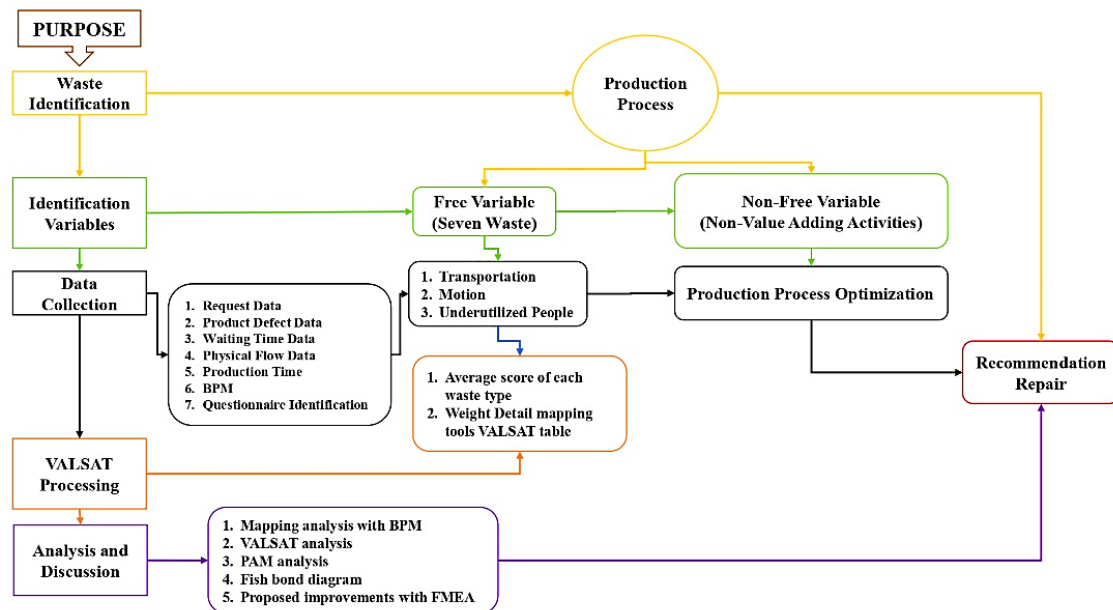 PURPOSE
Waste
Identification
Production
Process
Identification
Variables
Free Variable
(Seven Waste)
Non-Free Variable
(Non-Value Adding Activities)
Data
Collection
1. Request Data
2. Product Defect Data
3. Waiting Time Data
4. Physical Flow Data
5. Production Time
6. BPM
7. Questionnaire Identification
1. Transportation
2. Motion
3. Underutilized People
Production Process Optimization
Recommendation
Repair
1. Average score of each
waste type
2. Weight Detail mapping
tools VALSAT table
VALSAT
Processing
Analysis and
Discussion
1. Mapping analysis with BPM
2. VALSAT analysis
3. PAM analysis
4. Fish bond diagram
5. Proposed improvements with FMEA